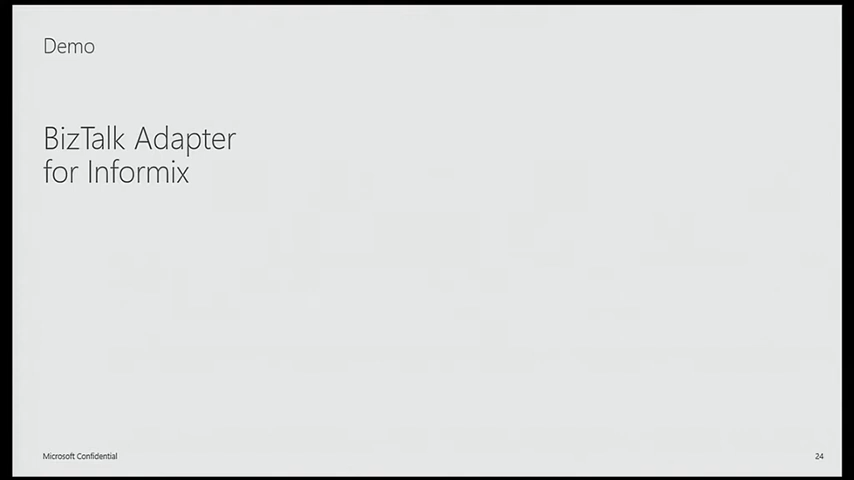 Demo
BizTalk Adapter
for Informix
Microsoft Confidential
24